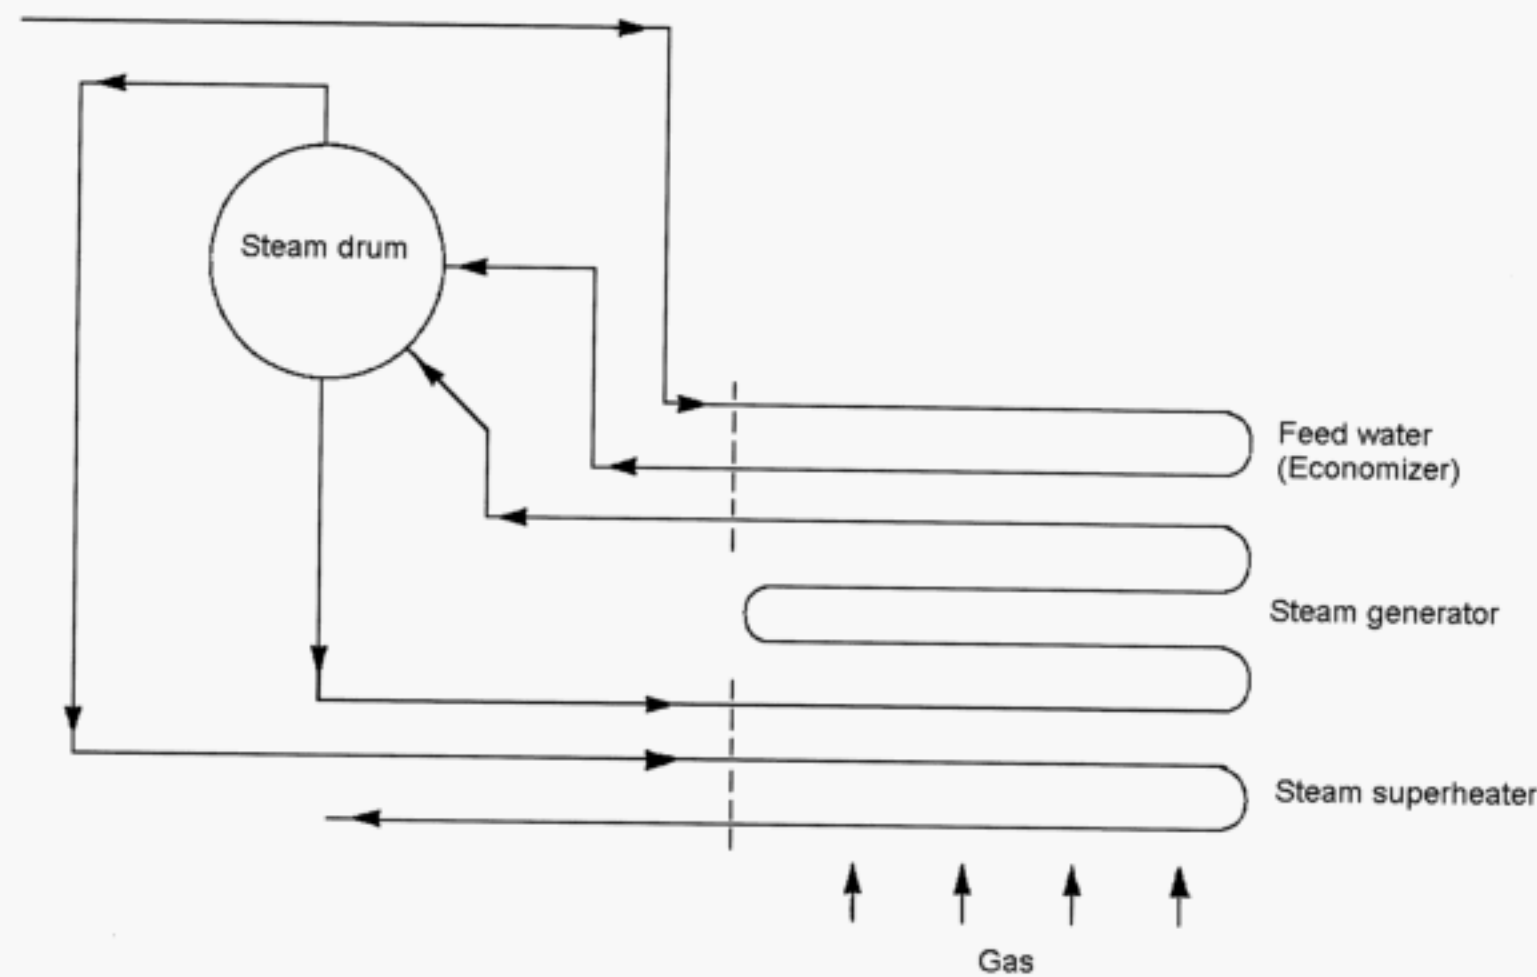 Steam drum
Feed water
(Economizer)
Steam generator
Steam superheater
Gas